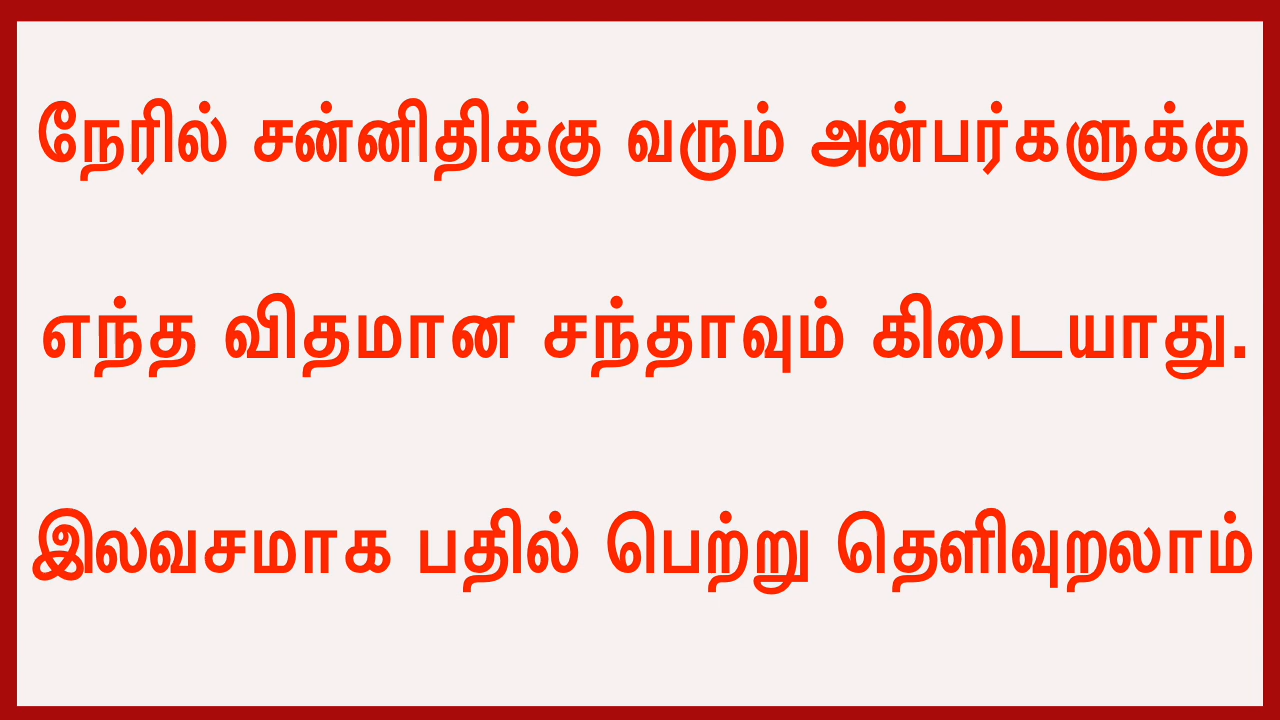 நேரில் சன்னிதிக்கு வரும் அன்பர்களுக்கு
எந்த விதமான சந்தாவும் கிடையாது.
இலவசமாக பதில் பெற்று தெளிவுறலாம்